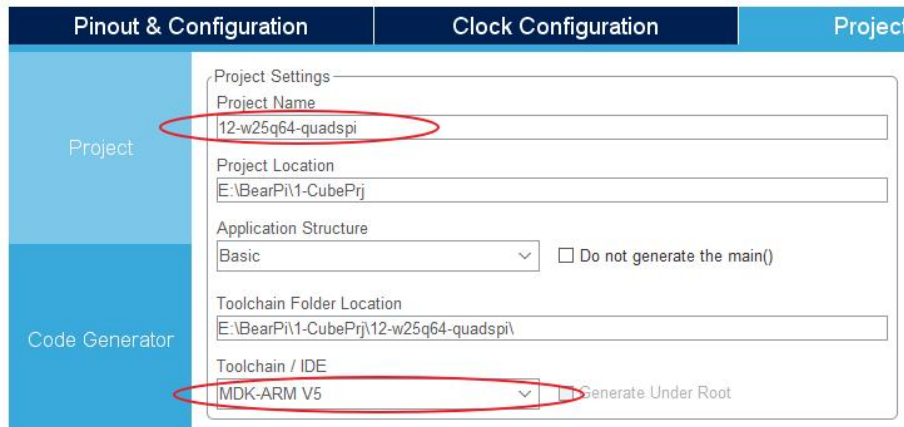 Pinout & Configuration Clock Configuration Project
Project
Code Generator
Project Settings
Project Name
12-w25q64-quadspi
Project Location
E:\BearPi\1-CubePrj
Application Structure
Basic Do not generate the main()
Toolchain Folder Location
E:\BearPi\1-CubePrj\12-w25q64-quadspi\
Toolchain / IDE
MDK-ARM V5 Generate Under Root